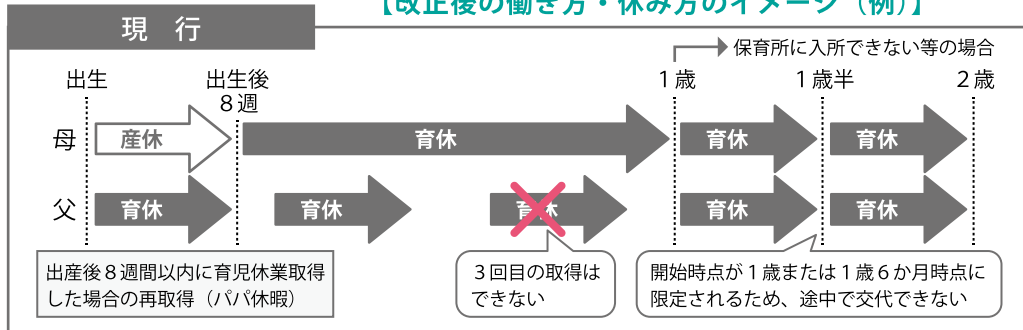 【改正後の働き方・休み方のイメージ（例）】
現 行
保育所に入所できない等の場合
出生
出生後
８週
１歳
１歳半
２歳
母
産休
育休
育休
育休
父
育休
育休
育休
育休
育休
出産後８週間以内に育児休業取得
した場合の再取得（パパ休暇）
３回目の取得は
できない
開始時点が１歳または１歳６か月時点に
限定されるため、途中で交代できない